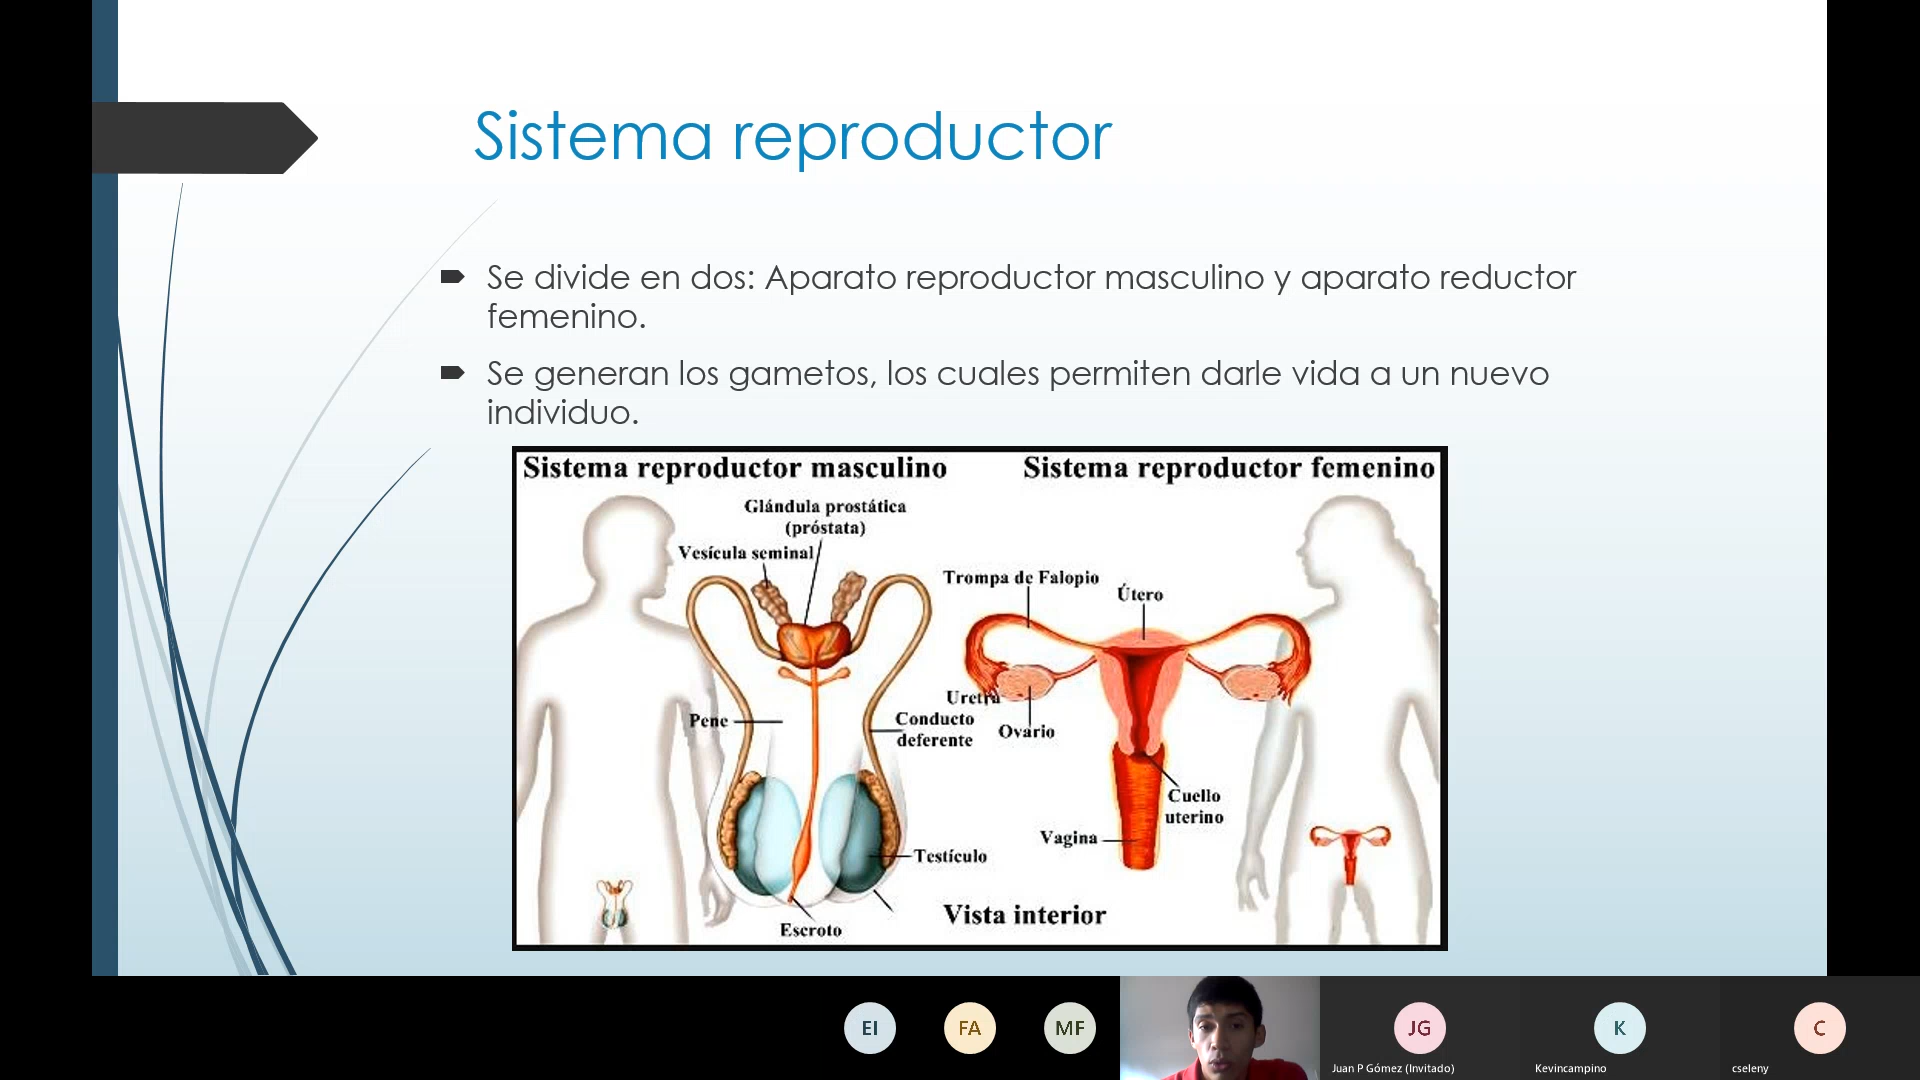 Sistema reproductor
Se divide en dos: Aparato reproductor masculino y aparato reductor
femenino.
Se generan los gametos, los cuales permiten darle vida a un nuevo
individuo.
Sistema reproductor masculino
Sistema reproductor femenino
Glándula prostática
(próstata)
Vesícula seminal
Trompa de Falopio
Útero
Uretra
Pene
Conducto
deferente
Ovario
Cuello
uterino
Vagina
Testículo
Escroto
Vista interior
EI
FA
MF
JG
K
C
Juan P Gómez (Invitado)
Kevincampino
cseleny